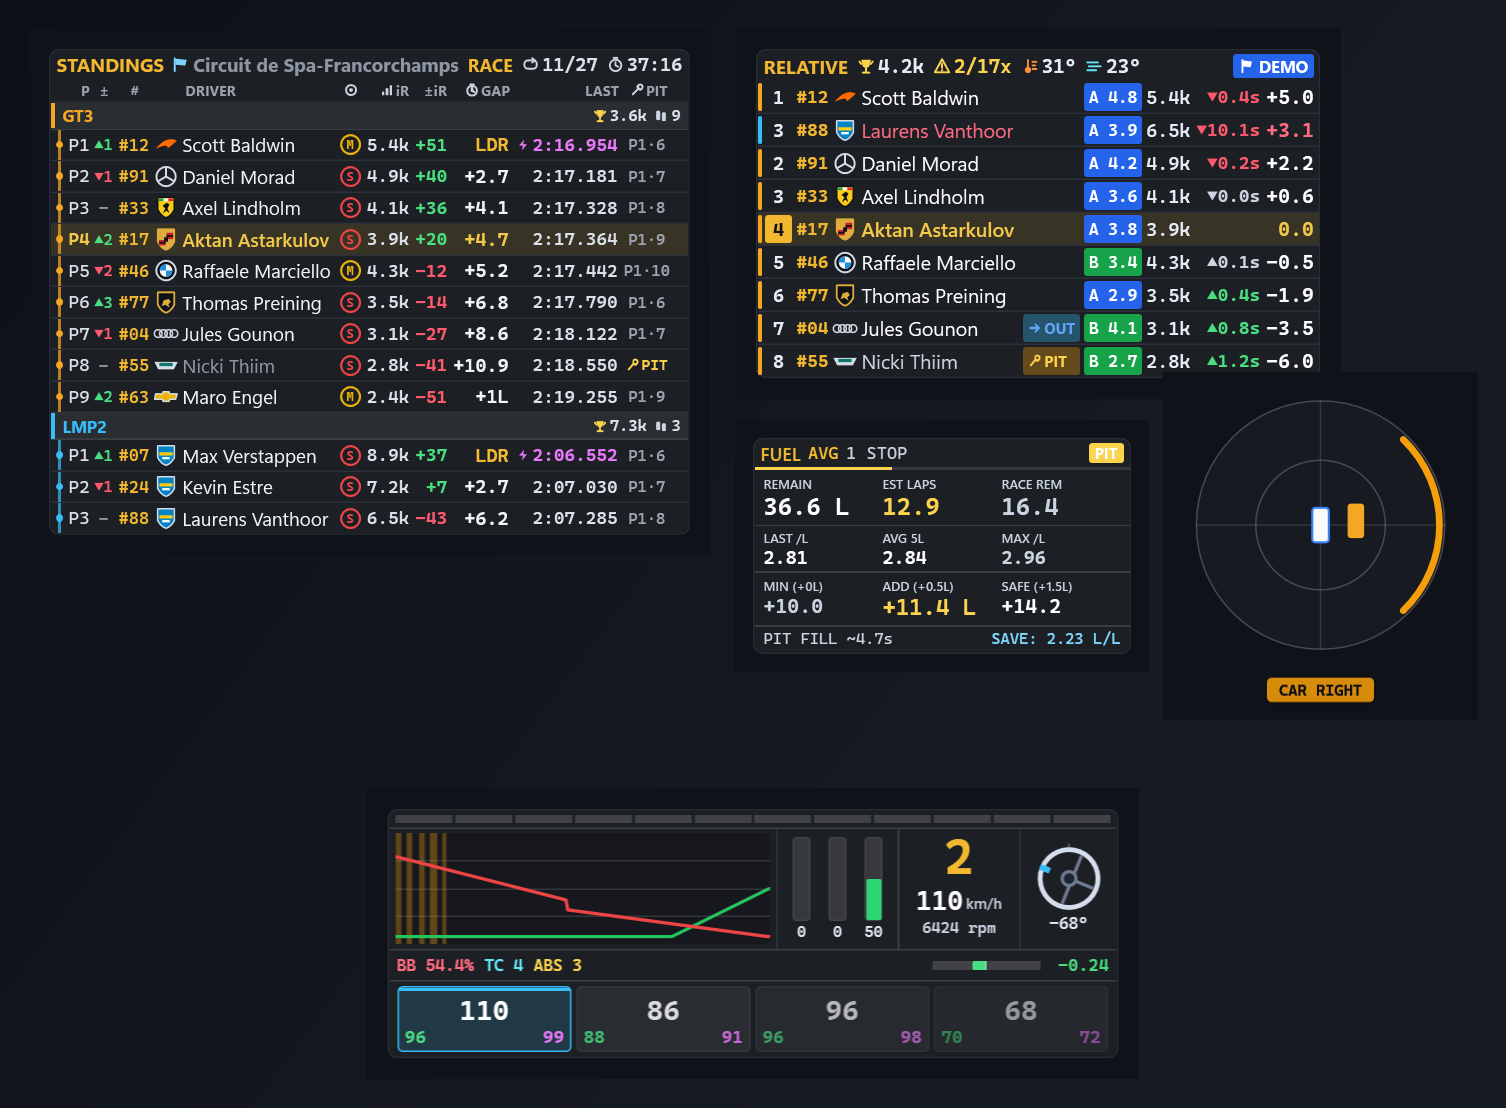 STANDINGS Circuit de Spa-Francorchamps RACE 11/27 37:16
P ± # DRIVER iR ±iR GAP LAST PIT
GT3 3.6k 9
P1 ▲1 #12 Scott Baldwin M 5.4k +51 LDR 2:16.954 P1·6
P2 ▼1 #91 Daniel Morad S 4.9k +40 +2.7 2:17.181 P1·7
P3 – #33 Axel Lindholm S 4.1k +36 +4.1 2:17.328 P1·8
P4 ▲2 #17 Aktan Astarkulov S 3.9k +20 +4.7 2:17.364 P1·9
P5 ▼2 #46 Raffaele Marciello M 4.3k −12 +5.2 2:17.442 P1·10
P6 ▲3 #77 Thomas Preining S 3.5k −14 +6.8 2:17.790 P1·6
P7 ▼1 #04 Jules Gounon S 3.1k −27 +8.6 2:18.122 P1·7
P8 – #55 Nicki Thiim S 2.8k −41 +10.9 2:18.550 PIT
P9 ▲2 #63 Maro Engel M 2.4k −51 +1L 2:19.255 P1·9
LMP2 7.3k 3
P1 ▲1 #07 Max Verstappen S 8.9k +37 LDR 2:06.552 P1·6
P2 ▼1 #24 Kevin Estre S 7.2k +7 +2.7 2:07.030 P1·7
P3 – #88 Laurens Vanthoor S 6.5k −43 +6.2 2:07.285 P1·8
RELATIVE 4.2k 2/17x 31° 23° DEMO
1 #12 Scott Baldwin A 4.8 5.4k ▼0.4s +5.0
3 #88 Laurens Vanthoor A 3.9 6.5k ▼10.1s +3.1
2 #91 Daniel Morad A 4.2 4.9k ▼0.2s +2.2
3 #33 Axel Lindholm A 3.6 4.1k ▼0.0s +0.6
4 #17 Aktan Astarkulov A 3.8 3.9k 0.0
5 #46 Raffaele Marciello B 3.4 4.3k ▲0.1s −0.5
6 #77 Thomas Preining A 2.9 3.5k ▲0.4s −1.9
7 #04 Jules Gounon → OUT B 4.1 3.1k ▲0.8s −3.5
8 #55 Nicki Thiim PIT B 2.7 2.8k ▲1.2s −6.0
FUEL AVG 1 STOP PIT
REMAIN EST LAPS RACE REM
36.6 L 12.9 16.4
LAST /L AVG 5L MAX /L
2.81 2.84 2.96
MIN (+0L) ADD (+0.5L) SAFE (+1.5L)
+10.0 +11.4 L +14.2
PIT FILL ~4.7s SAVE: 2.23 L/L
CAR RIGHT
2
110 km/h
6424 rpm
0 0 50
−68°
BB 54.4% TC 4 ABS 3 −0.24
110 86 96 68
96 99 88 91 96 98 70 72